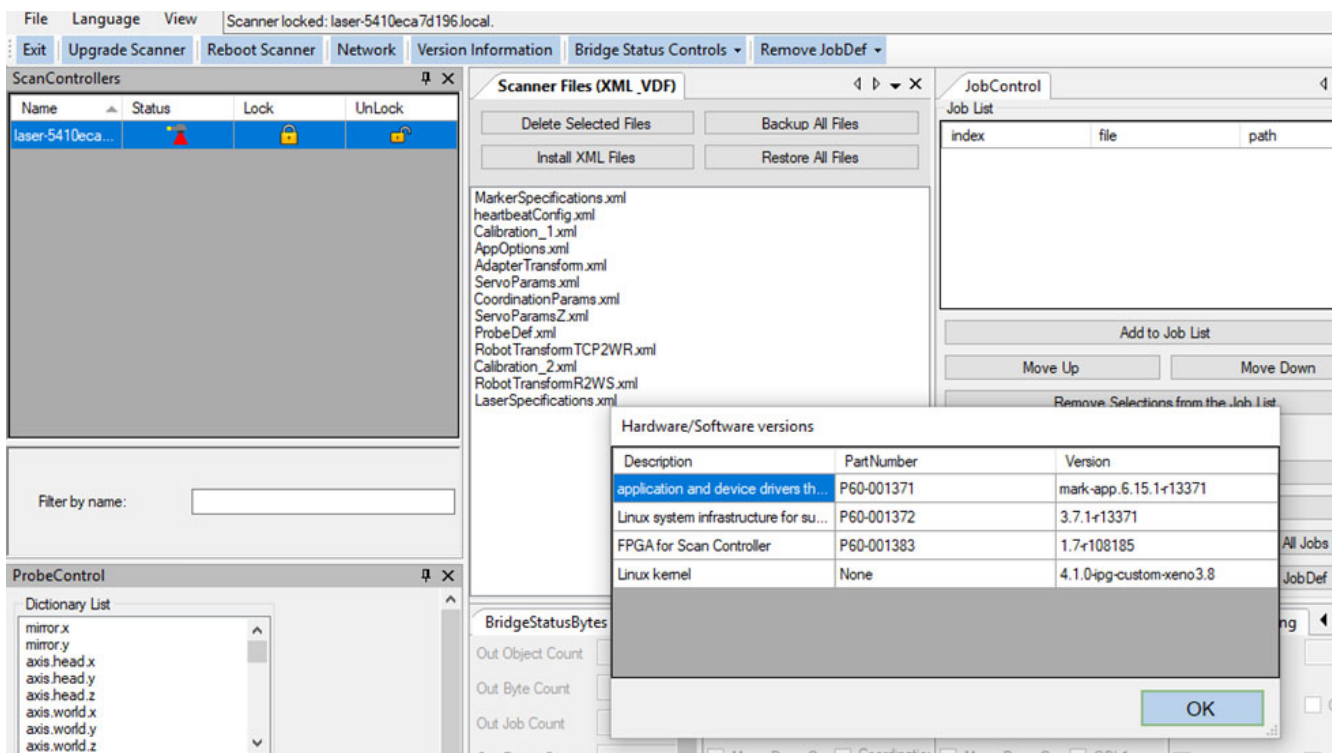 File Language View Scanner locked: laser-5410eca7d196.local.
Exit Upgrade Scanner Reboot Scanner Network Version Information Bridge Status Controls Remove JobDef
ScanControllers
Name Status Lock UnLock
laser-5410eca...
Filter by name:
ProbeControl
Dictionary List
mirror.x
mirror.y
axis.head.x
axis.head.y
axis.head.z
axis.world.x
axis.world.y
axis.world.z
Scanner Files (XML_VDF)
Delete Selected Files Backup All Files
Install XML Files Restore All Files
MarkerSpecifications.xml
heartbeatConfig.xml
Calibration_1.xml
AppOptions.xml
AdapterTransform.xml
ServoParams.xml
CoordinationParams.xml
ServoParamsZ.xml
ProbeDef.xml
RobotTransformTCP2WR.xml
Calibration_2.xml
RobotTransformR2WS.xml
LaserSpecifications.xml
JobControl
Job List
index file path
Add to Job List
Move Up Move Down
Remove Selections from the Job List
All Jobs
JobDef
Hardware/Software versions
Description PartNumber Version
application and device drivers th... P60-001371 mark-app.6.15.1-r13371
Linux system infrastructure for su... P60-001372 3.7.1-r13371
FPGA for Scan Controller P60-001383 1.7-r108185
Linux kernel None 4.1.0-ipg-custom-xeno3.8
OK
BridgeStatusBytes
Out Object Count
Out Byte Count
Out Job Count